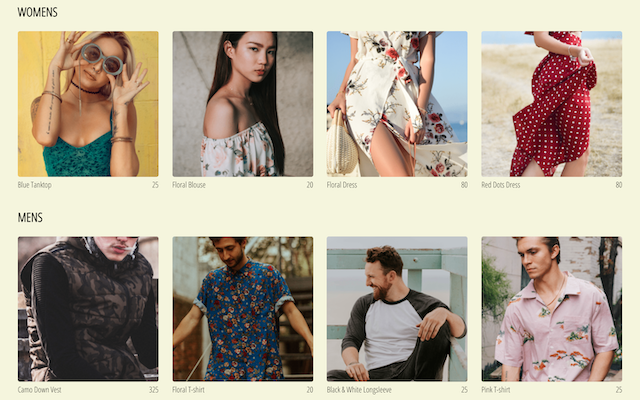 WOMENS
Blue Tanktop 25
Floral Blouse 20
Floral Dress 80
Red Dots Dress 80
MENS
Camo Down Vest 325
Floral T-shirt 20
Black & White Longsleeve 25
Pink T-shirt 25